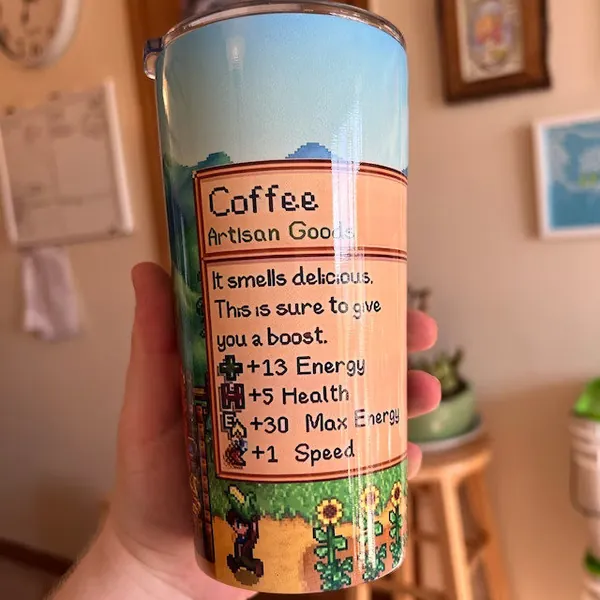 Coffee
Artisan Goods
It smells delicious.
This is sure to give
you a boost.
+13 Energy
+5 Health
+30 Max Energy
+1 Speed